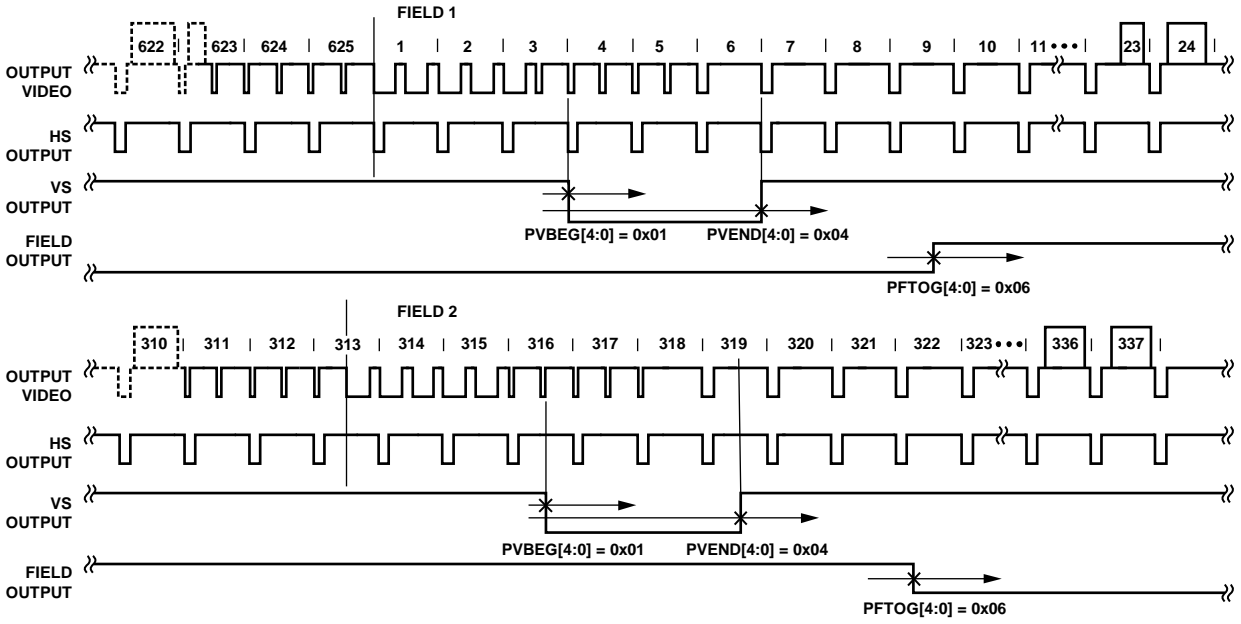 FIELD 1
622 623 624 625 1 2 3 4 5 6 7 8 9 10 11 23 24
OUTPUT
VIDEO
HS
OUTPUT
VS
OUTPUT
PVBEG[4:0] = 0x01 PVEND[4:0] = 0x04
FIELD
OUTPUT
PFTOG[4:0] = 0x06
FIELD 2
310 311 312 313 314 315 316 317 318 319 320 321 322 323 336 337
OUTPUT
VIDEO
HS
OUTPUT
VS
OUTPUT
PVBEG[4:0] = 0x01 PVEND[4:0] = 0x04
FIELD
OUTPUT
PFTOG[4:0] = 0x06